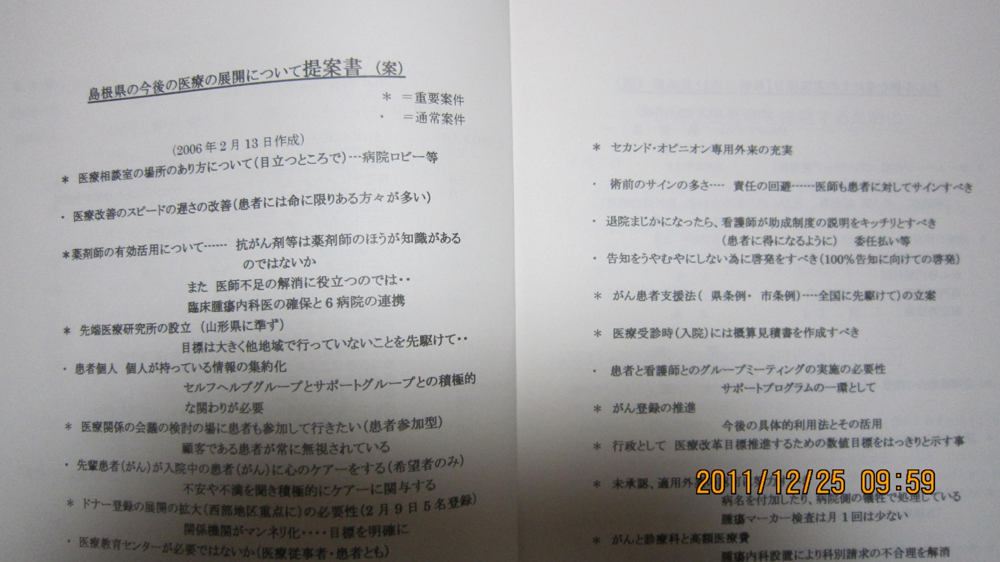 島根県の今後の医療の展開について提案書（案）
＊ ＝重要案件
・ ＝通常案件
(2006年2月13日作成)
＊ 医療相談室の場所のあり方について(目立つところで)---病院ロビー等
・ 医療改善のスピードの遅さの改善(患者には命に限りある方々が多い)
＊薬剤師の有効活用について------ 抗がん剤等は薬剤師のほうが知識がある
のではないか
また 医師不足の解消に役立つのでは・・
臨床腫瘍内科医の確保と6病院の連携
＊ 先端医療研究所の設立 (山形県に準ず)
目標は大きく他地域で行っていないことを先駆けて・・
・ 患者個人 個人が持っている情報の集約化
セルフヘルプグループとサポートグループとの積極的
な関わりが必要
＊ 医療関係の会議の検討の場に患者も参加して行きたい(患者参加型)
顧客である患者が常に無視されている
・ 先輩患者(がん)が入院中の患者(がん)に心のケアーをする(希望者のみ)
不安や不満を聞き積極的にケアーに関与する
＊ ドナー登録の展開の拡大(西部地区重点に)の必要性(2月9日5名登録)
関係機関がマンネリ化・・・・目標を明確に
・ 医療教育センターが必要ではないか(医療従事者・患者とも)
＊ セカンド・オピニオン専用外来の充実
・ 術前のサインの多さ---- 責任の回避------医師も患者に対してサインすべき
・ 退院まじかになったら、看護師が助成制度の説明をキッチリとすべき
(患者に得になるように) 委任払い等
・ 告知をうやむやにしない為に啓発をすべき(100%告知に向けての啓発)
＊ がん患者支援法( 県条例・ 市条例)----全国に先駆けて)の立案
＊ 医療受診時(入院)には概算見積書を作成すべき
・ 患者と看護師とのグループミーティングの実施の必要性
サポートプログラムの一環として
＊ がん登録の推進
今後の具体的利用法とその活用
＊ 行政として 医療改革目標推進するための数値目標をはっきりと示す事
＊ 未承認、適用外
病名を付加したり、病院側の犠牲で処理している
腫瘍マーカー検査は月1回は少ない
＊ がんと診療科と高額医療費
腫瘍内科設置により科別請求の不合理を解消
2011/12/25 09:59